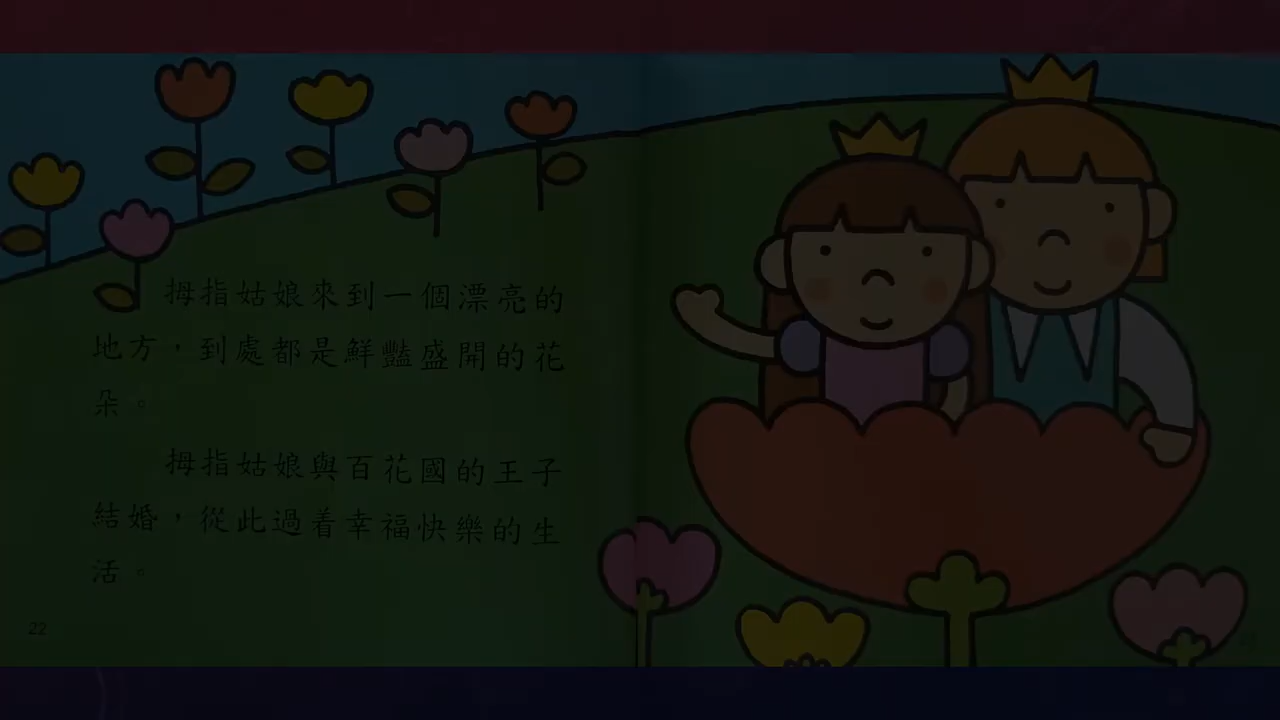 拇指姑娘來到一個漂亮的
地方，到處都是鮮豔盛開的花
朵。
拇指姑娘與百花國的王子
結婚，從此過着幸福快樂的生
活。
22